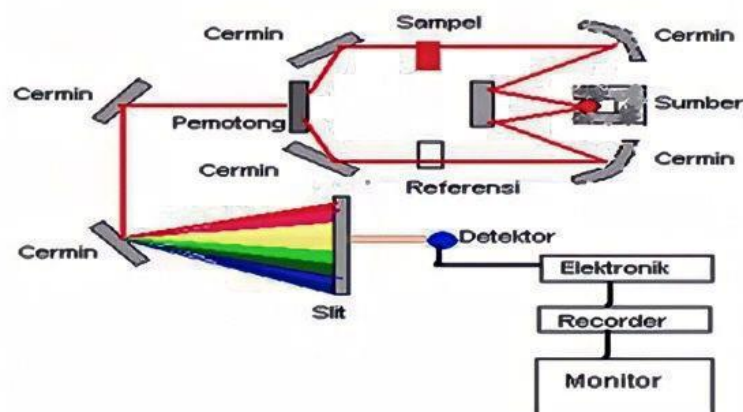 Sampel
Cermin
Cermin
Cermin
Sumber
Pemotong
Cermin
Cermin
Referensi
Cermin
Detektor
Elektronik
Slit
Recorder
Monitor